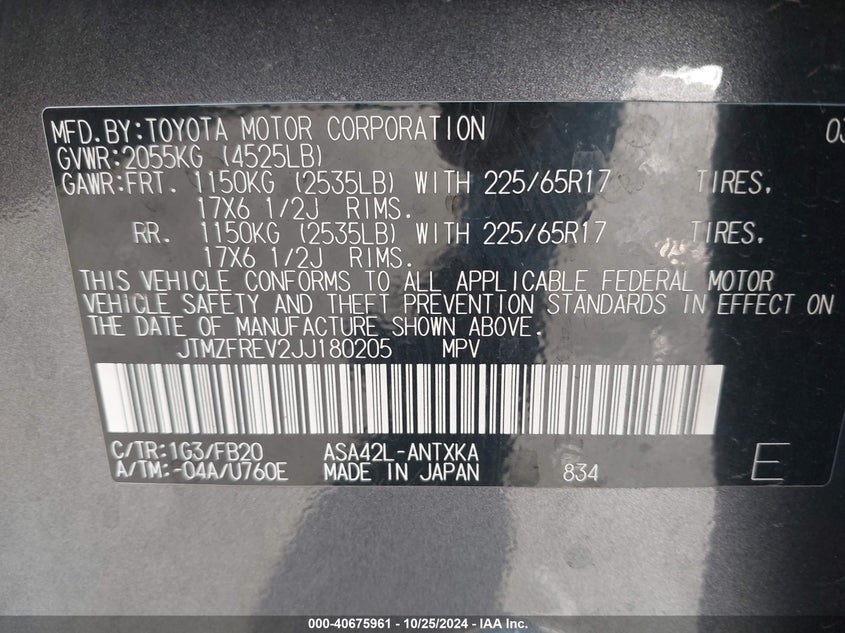 MFD. BY:TOYOTA MOTOR CORPORATION 03
GVWR:2055KG (4525LB)
GAWR:FRT. 1150KG (2535LB) WITH 225/65R17 TIRES,
17X6 1/2J RIMS.
RR. 1150KG (2535LB) WITH 225/65R17 TIRES,
17X6 1/2J RIMS.
THIS VEHICLE CONFORMS TO ALL APPLICABLE FEDERAL MOTOR
VEHICLE SAFETY AND THEFT PREVENTION STANDARDS IN EFFECT ON
THE DATE OF MANUFACTURE SHOWN ABOVE.
JTMZFREV2JJ180205 MPV
C/TR:1G3/FB20 ASA42L-ANTXKA
A/TM:-04A/U760E MADE IN JAPAN 834 E
000-40675961 - 10/25/2024 - IAA Inc.